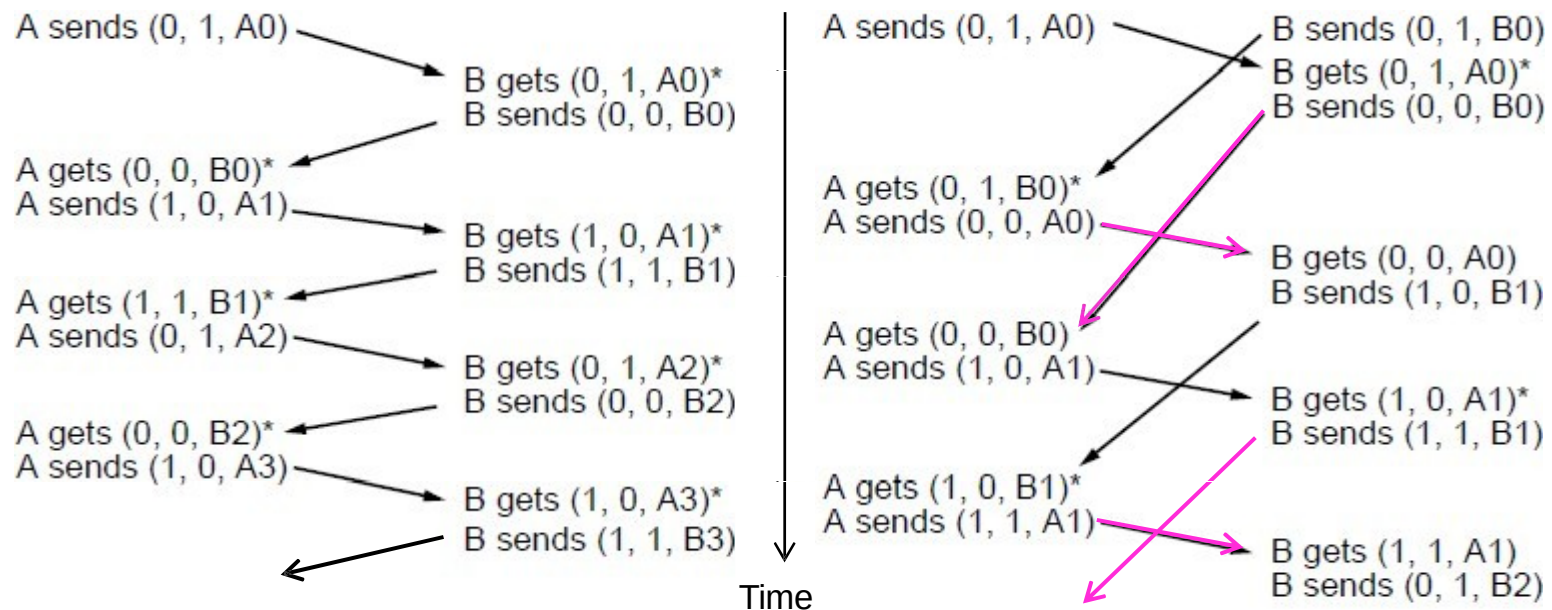 A sends (0, 1, A0)
B gets (0, 1, A0)*
B sends (0, 0, B0)
A gets (0, 0, B0)*
A sends (1, 0, A1)
B gets (1, 0, A1)*
B sends (1, 1, B1)
A gets (1, 1, B1)*
A sends (0, 1, A2)
B gets (0, 1, A2)*
B sends (0, 0, B2)
A gets (0, 0, B2)*
A sends (1, 0, A3)
B gets (1, 0, A3)*
B sends (1, 1, B3)
Time
A sends (0, 1, A0)
B sends (0, 1, B0)
B gets (0, 1, A0)*
B sends (0, 0, B0)
A gets (0, 1, B0)*
A sends (0, 0, A0)
B gets (0, 0, A0)
B sends (1, 0, B1)
A gets (0, 0, B0)
A sends (1, 0, A1)
B gets (1, 0, A1)*
B sends (1, 1, B1)
A gets (1, 0, B1)*
A sends (1, 1, A1)
B gets (1, 1, A1)
B sends (0, 1, B2)